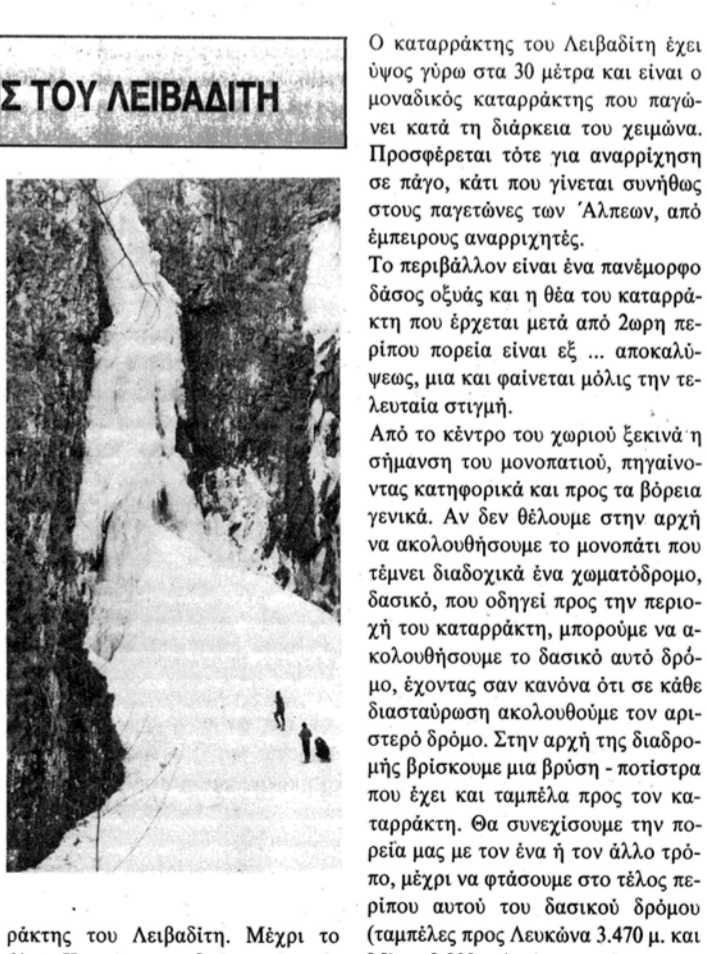 Σ ΤΟΥ ΛΕΙΒΑΔΙΤΗ
ράκτης του Λειβαδίτη. Μέχρι το
Ο καταρράκτης του Λειβαδίτη έχει
ύψος γύρω στα 30 μέτρα και είναι ο
μοναδικός καταρράκτης που παγώ-
νει κατά τη διάρκεια του χειμώνα.
Προσφέρεται τότε για αναρρίχηση
σε πάγο, κάτι που γίνεται συνήθως
στους παγετώνες των Άλπεων, από
έμπειρους αναρριχητές.
Το περιβάλλον είναι ένα πανέμορφο
δάσος οξυάς και η θέα του καταρρά-
κτη που έρχεται μετά από 2ωρη πε-
ρίπου πορεία είναι εξ ... αποκαλύ-
ψεως, μια και φαίνεται μόλις την τε-
λευταία στιγμή.
Από το κέντρο του χωριού ξεκινά η
σήμανση του μονοπατιού, πηγαίνο-
ντας κατηφορικά και προς τα βόρεια
γενικά. Αν δεν θέλουμε στην αρχή
να ακολουθήσουμε το μονοπάτι που
τέμνει διαδοχικά ένα χωματόδρομο,
δασικό, που οδηγεί προς την περιο-
χή του καταρράκτη, μπορούμε να α-
κολουθήσουμε το δασικό αυτό δρό-
μο, έχοντας σαν κανόνα ότι σε κάθε
διασταύρωση ακολουθούμε τον αρι-
στερό δρόμο. Στην αρχή της διαδρο-
μής βρίσκουμε μια βρύση - ποτίστρα
που έχει και ταμπέλα προς τον κα-
ταρράκτη. Θα συνεχίσουμε την πο-
ρεία μας με τον ένα ή τον άλλο τρό-
πο, μέχρι να φτάσουμε στο τέλος πε-
ρίπου αυτού του δασικού δρόμου
(ταμπέλες προς Λευκώνα 3.470 μ. και